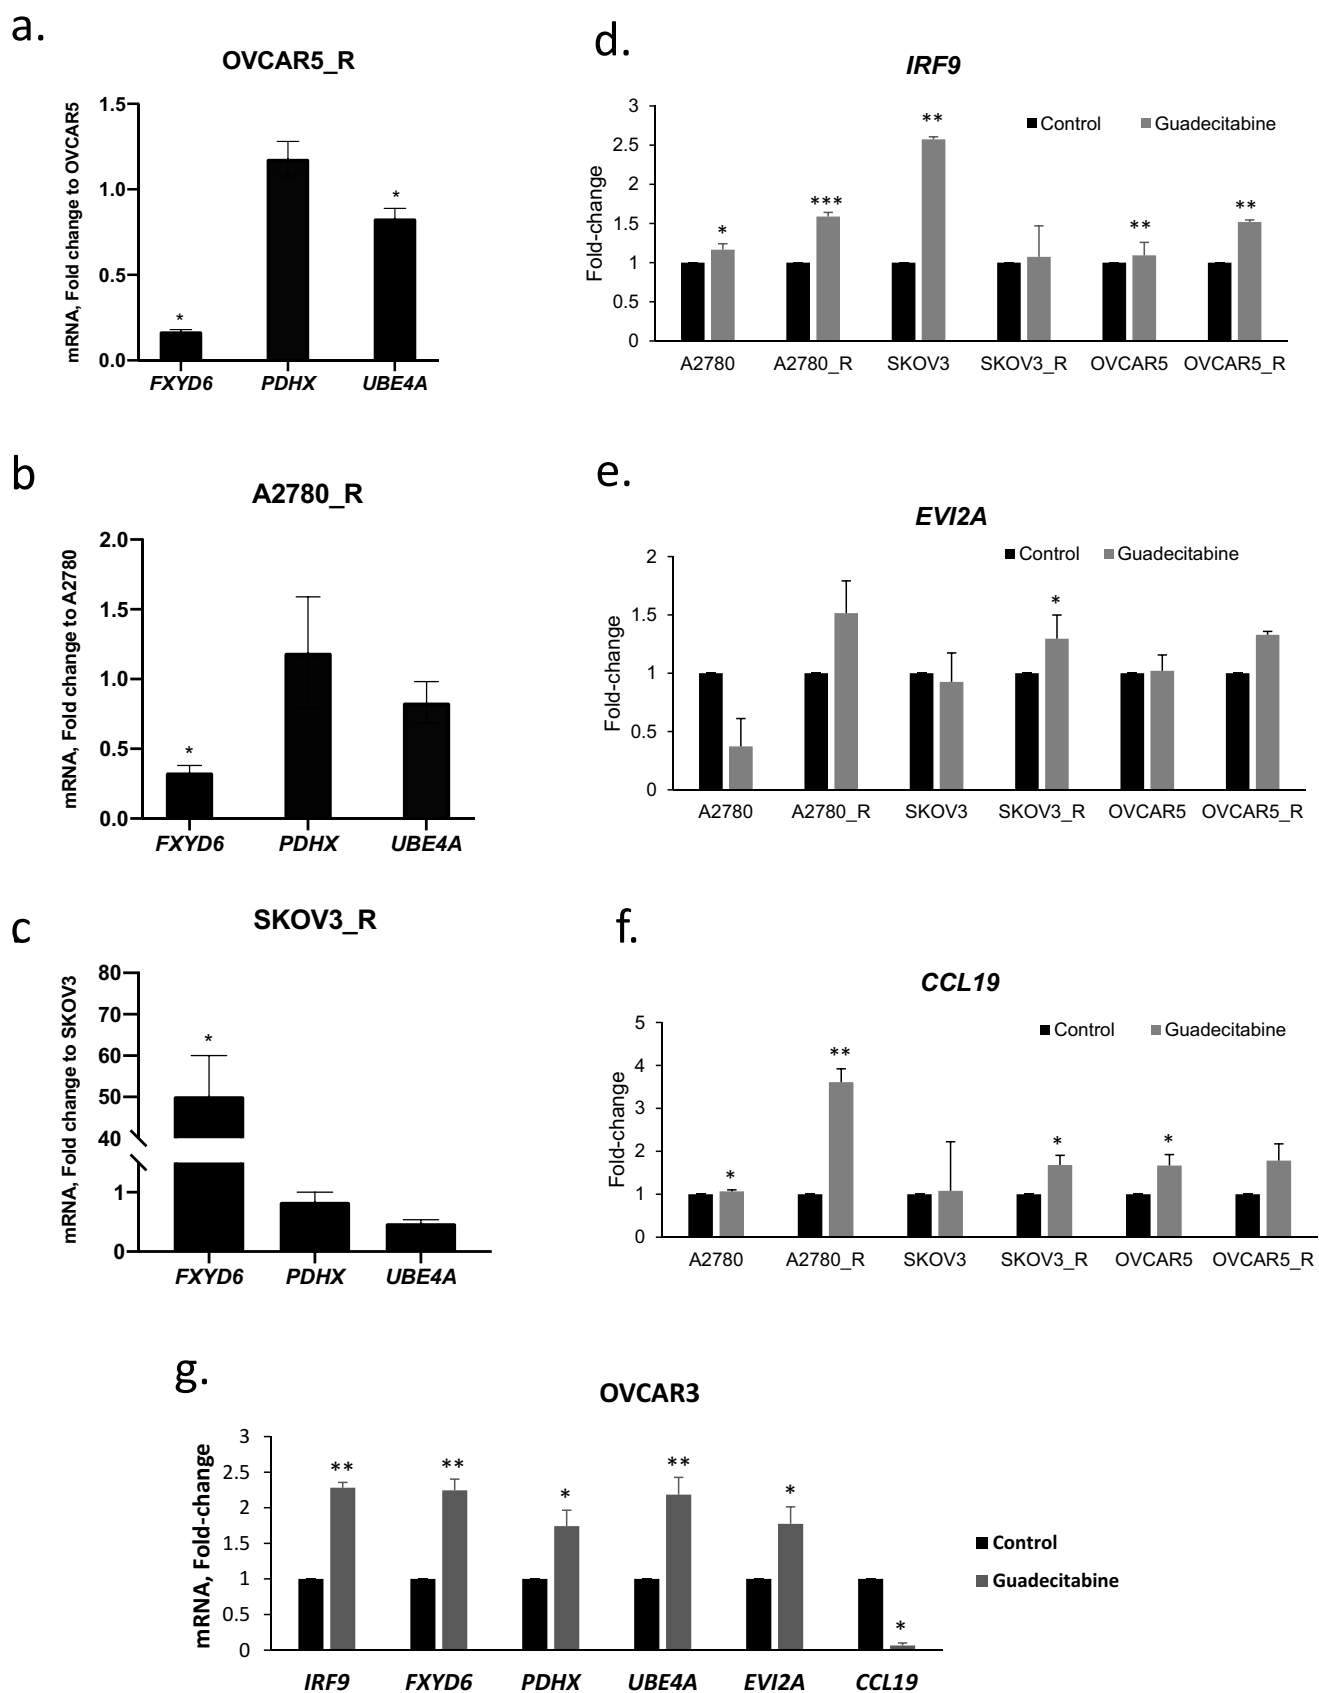 a.
OVCAR5_R
mRNA, Fold change to OVCAR5
1.5
1.0
0.5
0.0
*
*
FXYD6 PDHX UBE4A
b
A2780_R
mRNA, Fold change to A2780
2.0
1.5
1.0
0.5
0.0
*
FXYD6 PDHX UBE4A
c
SKOV3_R
mRNA, Fold change to SKOV3
80
70
60
50
40
1
0
*
FXYD6 PDHX UBE4A
d.
IRF9
Control Guadecitabine
Fold-change
3
2.5
2
1.5
1
0.5
0
* *** ** ** **
A2780 A2780_R SKOV3 SKOV3_R OVCAR5 OVCAR5_R
e.
EVI2A
Control Guadecitabine
Fold-change
2
1.5
1
0.5
0
*
A2780 A2780_R SKOV3 SKOV3_R OVCAR5 OVCAR5_R
f.
CCL19
Control Guadecitabine
Fold-change
5
4
3
2
1
0
* ** * *
A2780 A2780_R SKOV3 SKOV3_R OVCAR5 OVCAR5_R
g.
OVCAR3
mRNA, Fold-change
3
2.5
2
1.5
1
0.5
0
** ** * ** * *
Control
Guadecitabine
IRF9 FXYD6 PDHX UBE4A EVI2A CCL19